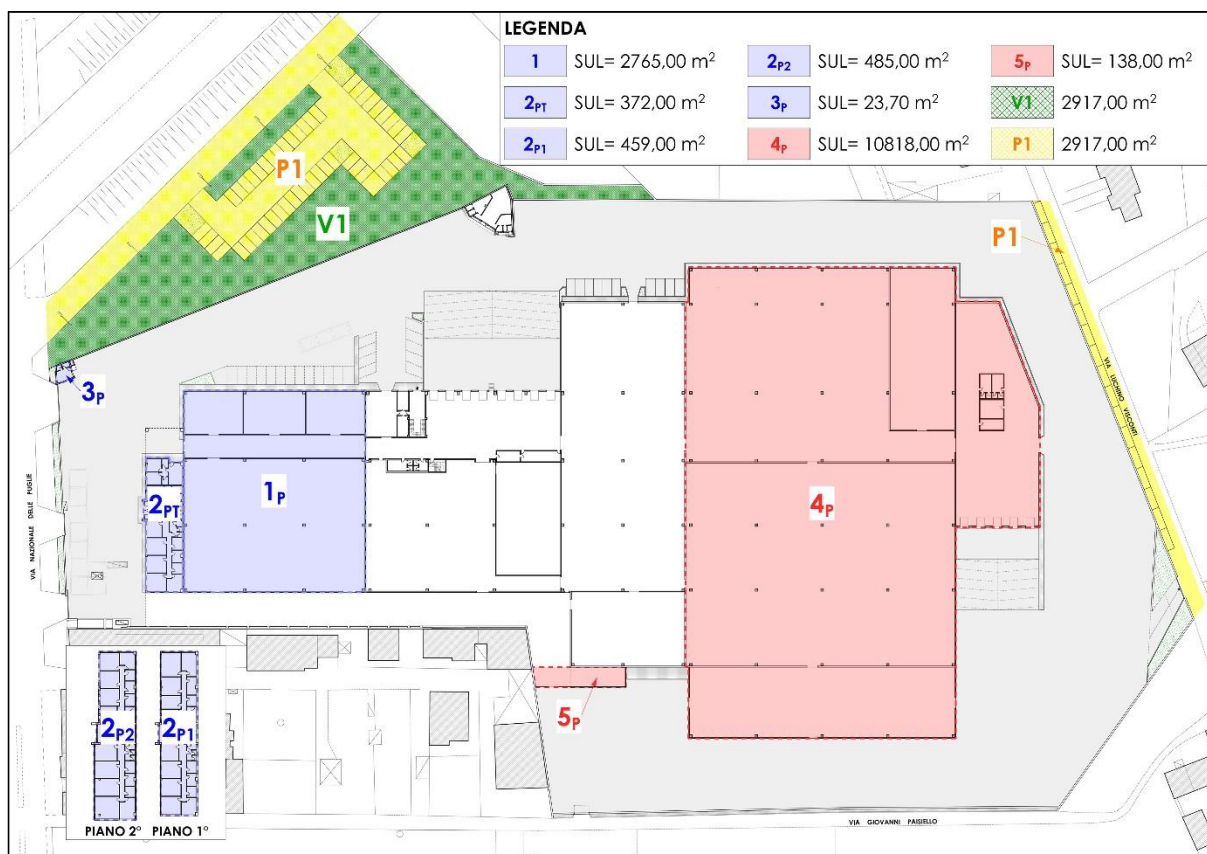 LEGENDA
1 SUL= 2765,00 m²
2P2 SUL= 485,00 m²
5P SUL= 138,00 m²
2PT SUL= 372,00 m²
3P SUL= 23,70 m²
V1 2917,00 m²
2P1 SUL= 459,00 m²
4P SUL= 10818,00 m²
P1 2917,00 m²
P1
V1
P1
3P
VIA LUCHINO VISCONTI
2PT
1P
4P
VIA NAZIONALE DELLE PUGLIE
5P
2P2
2P1
PIANO 2°
PIANO 1°
VIA GIOVANNI PAISIELLO